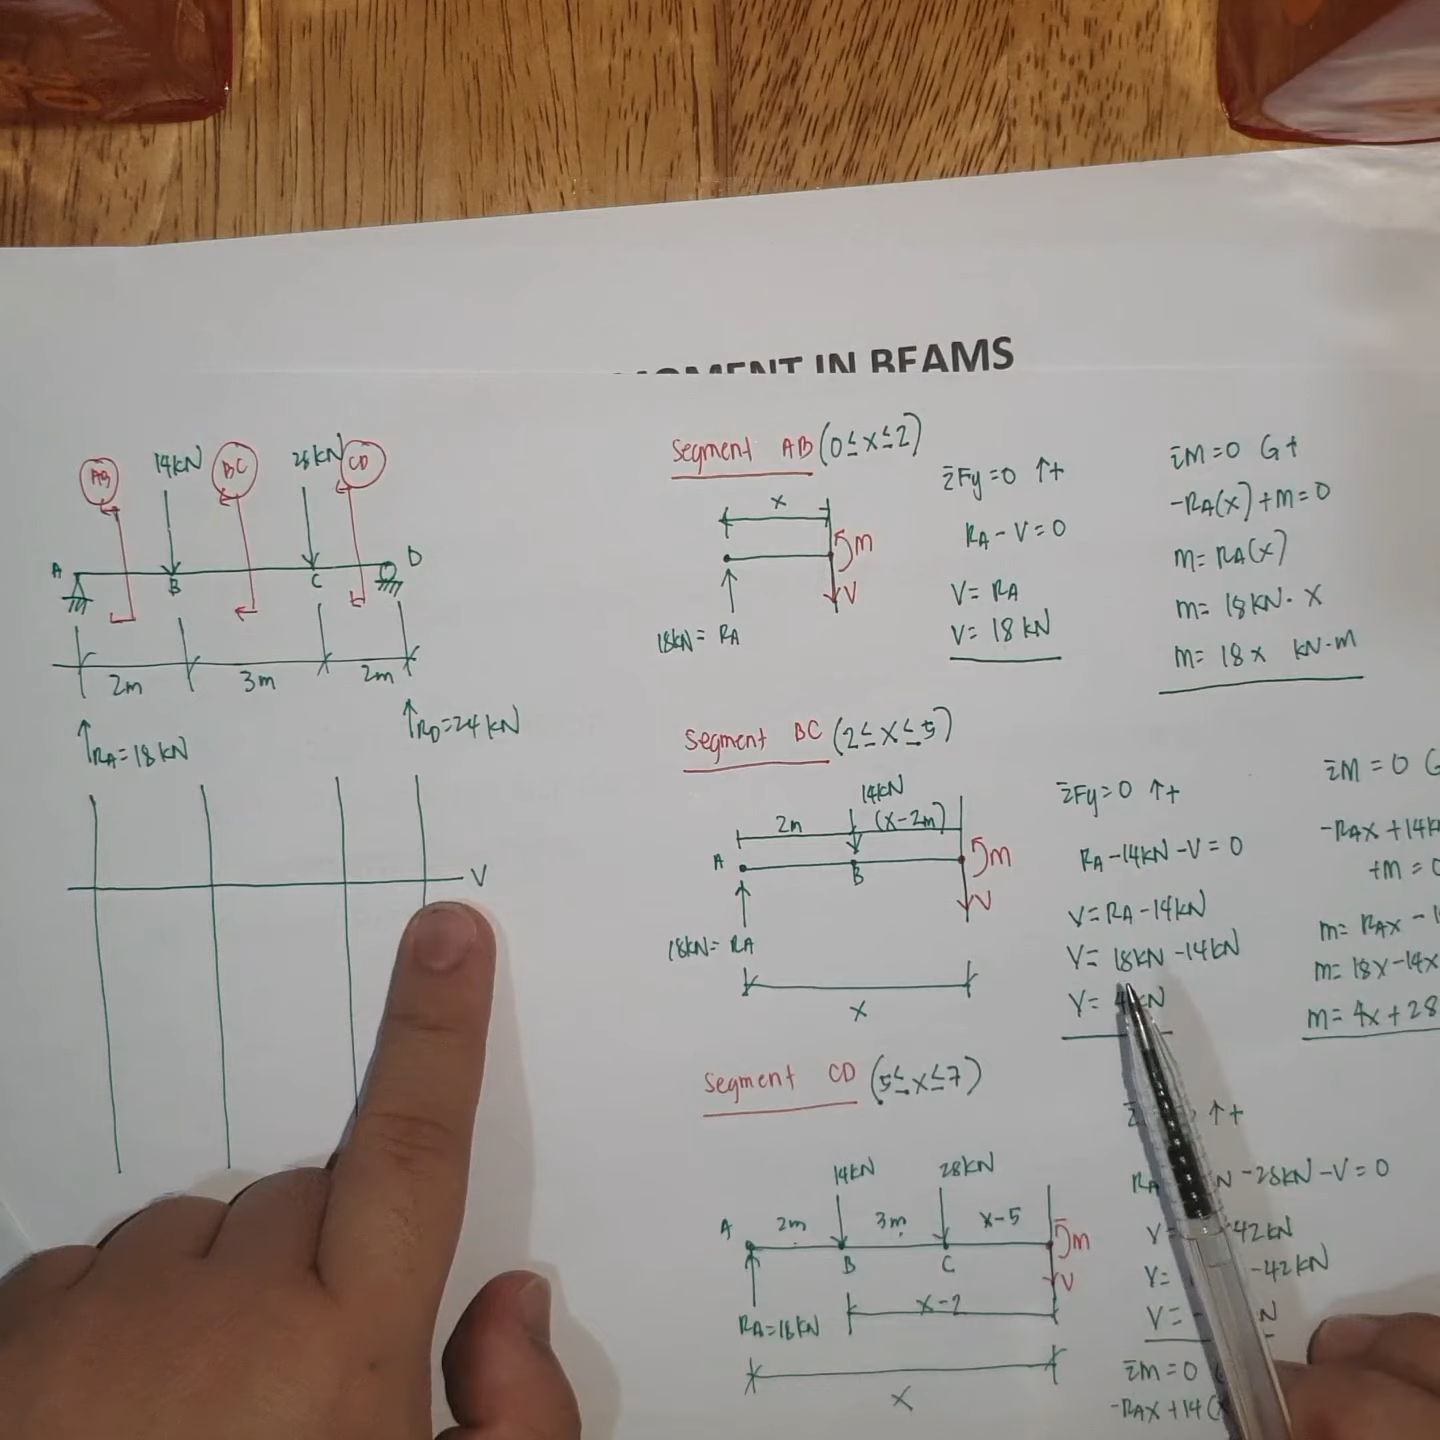 MOMENT IN BEAMS
AB 14KN BC 28KN CD
A B C D
2m 3m 2m
RA=18KN RD=24KN
V
Segment AB (0≤x≤2)
x
M
V
18KN= RA
ΣFy=0 ↑+
RA-V=0
V= RA
V= 18 KN
ΣM=0 G+
-RA(x)+M=0
M= RA(x)
M= 18KN· x
M= 18x KN-m
Segment BC (2≤x≤5)
14KN
2m (x-2m)
A B M
V
18KN= RA
x
ΣFy=0 ↑+
RA-14KN-V=0
V=RA-14KN
V= 18KN-14KN
V= 4KN
ΣM=0 G
-RAx+14K
+M=0
M= RAx-1
M= 18x-14x
M= 4x+28
Segment CD (5≤x≤7)
14KN 28KN
A 2m 3m x-5 M
B C V
x-2
RA=18KN
x
↑+
RA N-28KN-V=0
V= 42KN
V= -42KN
V= - N
ΣM=0
-RAx+14(x